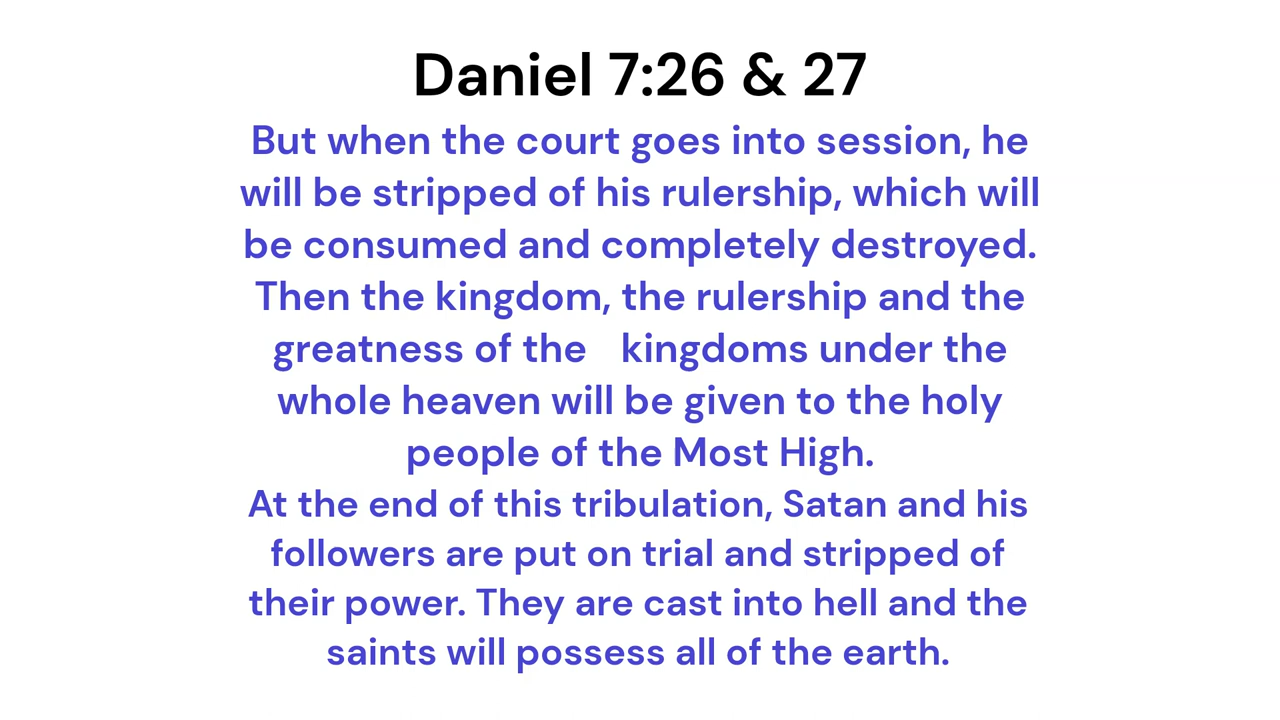 Daniel 7:26 & 27
But when the court goes into session, he
will be stripped of his rulership, which will
be consumed and completely destroyed.
Then the kingdom, the rulership and the
greatness of the kingdoms under the
whole heaven will be given to the holy
people of the Most High.
At the end of this tribulation, Satan and his
followers are put on trial and stripped of
their power. They are cast into hell and the
saints will possess all of the earth.